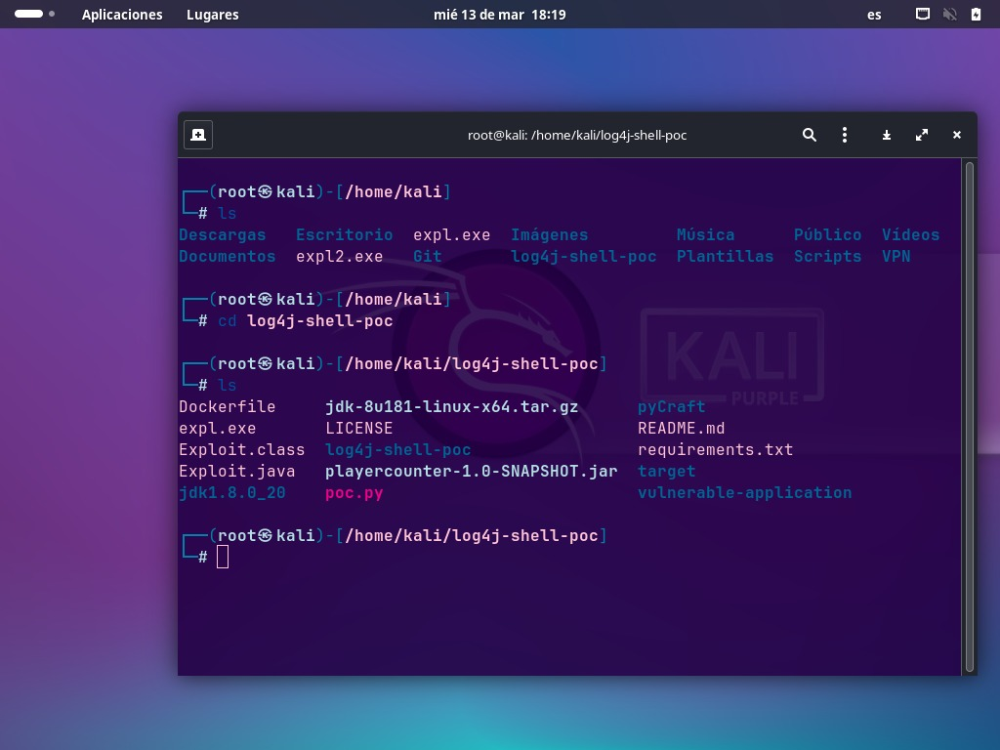 Aplicaciones Lugares mié 13 de mar 18:19 es
root@kali: /home/kali/log4j-shell-poc
┌──(root㉿kali)-[/home/kali]
└─# ls
Descargas Escritorio expl.exe Imágenes Música Público Vídeos
Documentos expl2.exe Git log4j-shell-poc Plantillas Scripts VPN
┌──(root㉿kali)-[/home/kali]
└─# cd log4j-shell-poc
┌──(root㉿kali)-[/home/kali/log4j-shell-poc]
└─# ls
Dockerfile jdk-8u181-linux-x64.tar.gz pyCraft
expl.exe LICENSE README.md
Exploit.class log4j-shell-poc requirements.txt
Exploit.java playercounter-1.0-SNAPSHOT.jar target
jdk1.8.0_20 poc.py vulnerable-application
┌──(root㉿kali)-[/home/kali/log4j-shell-poc]
└─#
KALI
PURPLE